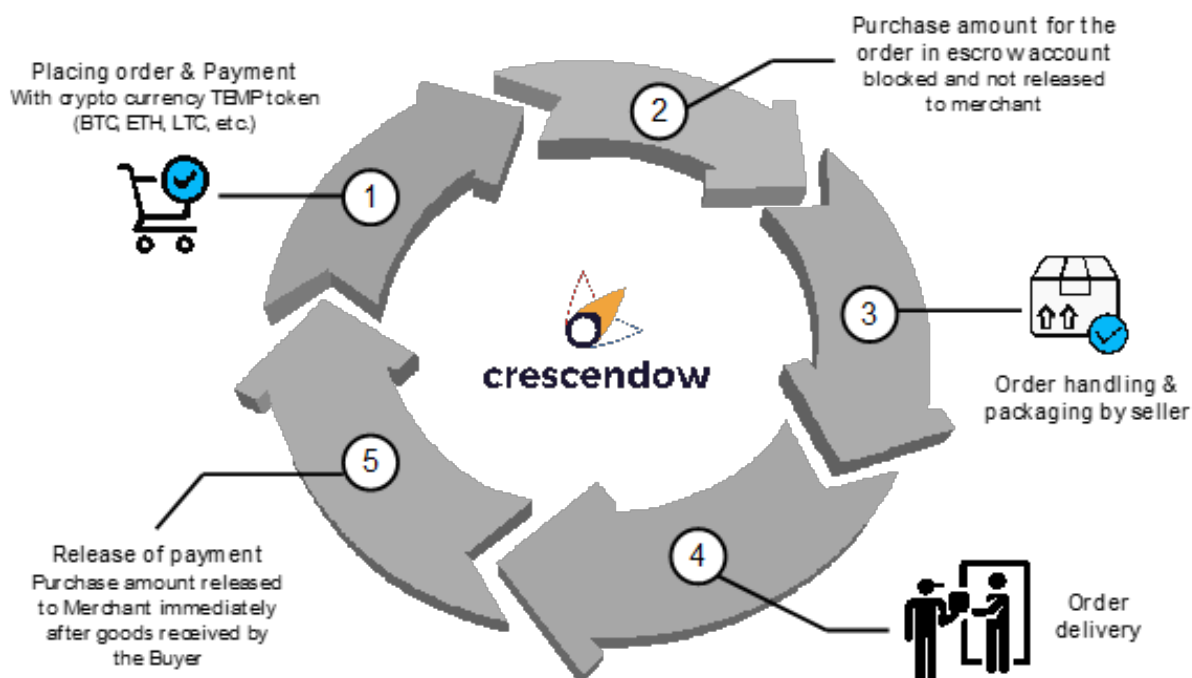 Placing order & Payment
With crypto currency TEMP token
(BTC, ETH, LTC, etc.)
1
2
Purchase amount for the
order in escrow account
blocked and not released
to merchant
3
Order handling &
packaging by seller
crescendow
4
Order
delivery
5
Release of payment
Purchase amount released
to Merchant immediately
after goods received by
the Buyer